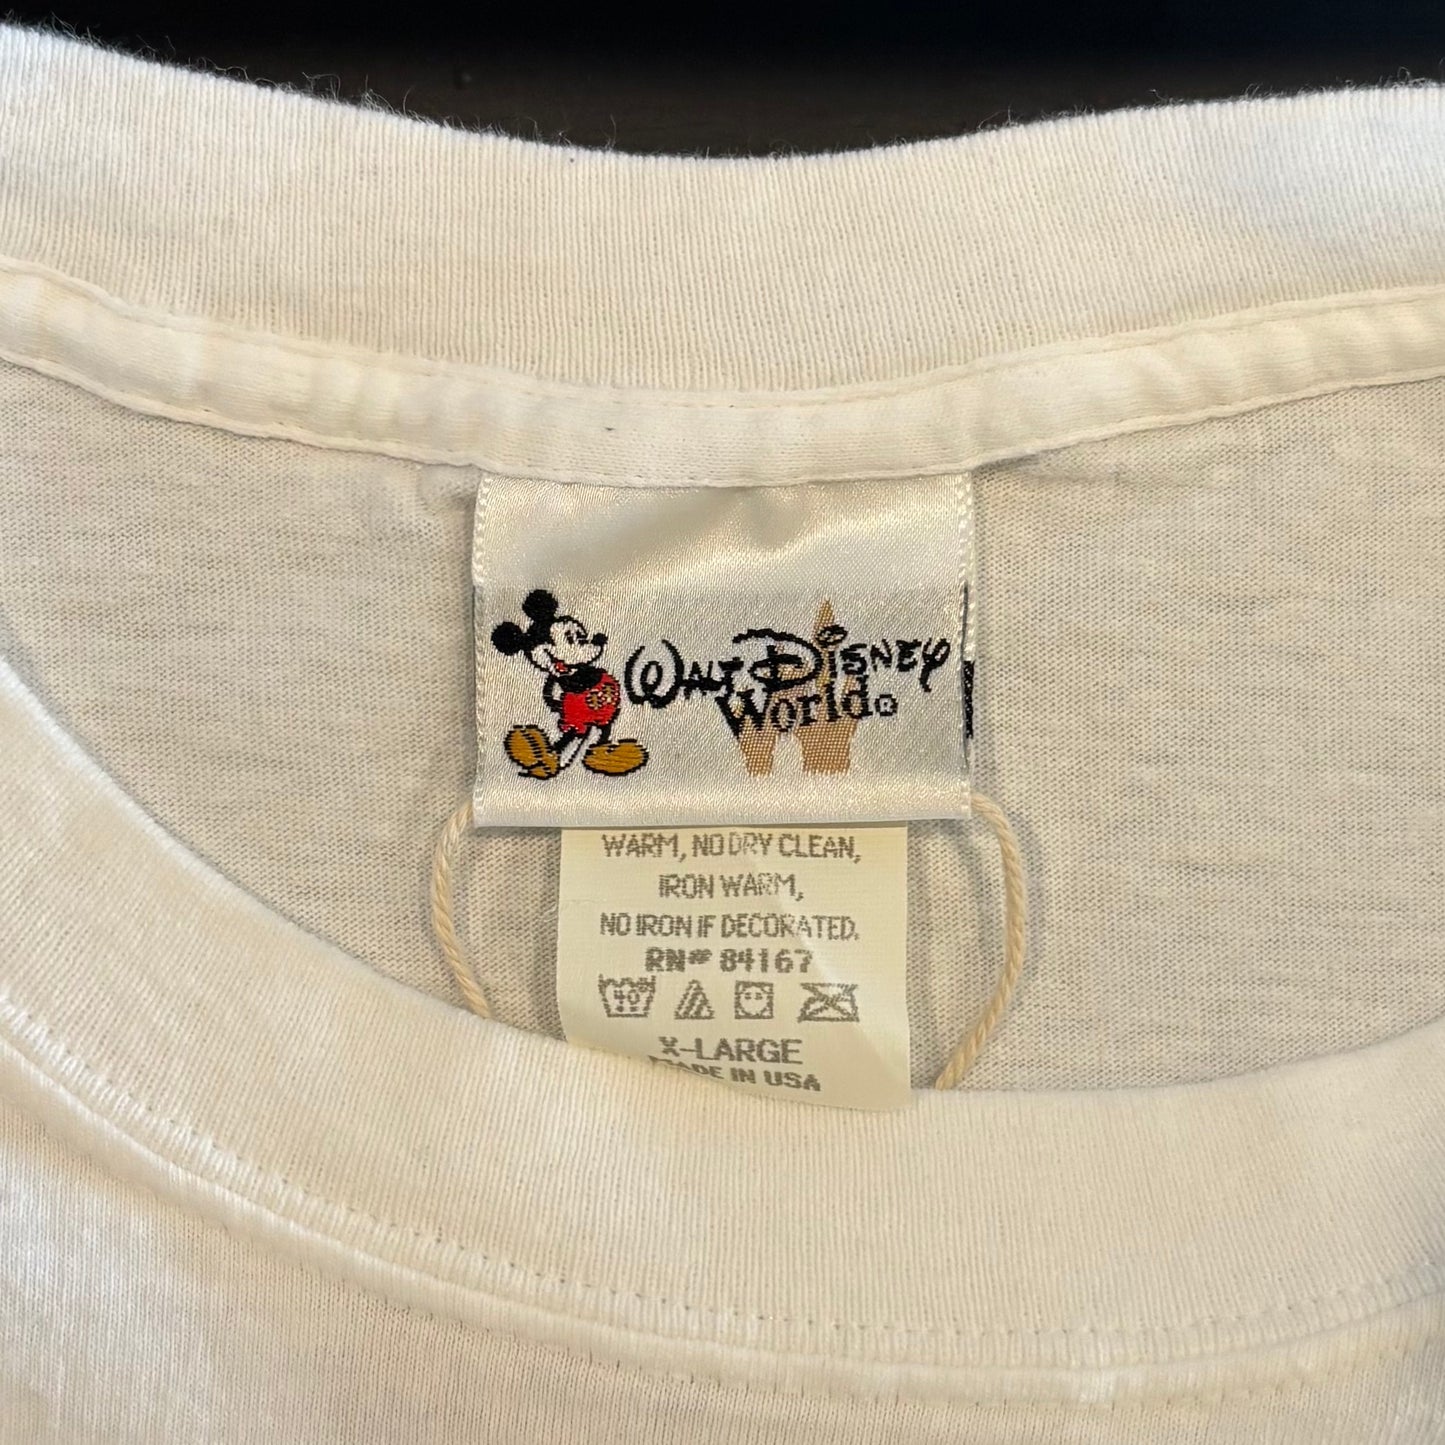 WALT DISNEY
World®
WARM, NO DRY CLEAN,
IRON WARM,
NO IRON IF DECORATED.
RN# 84167
40
X-LARGE
MADE IN USA